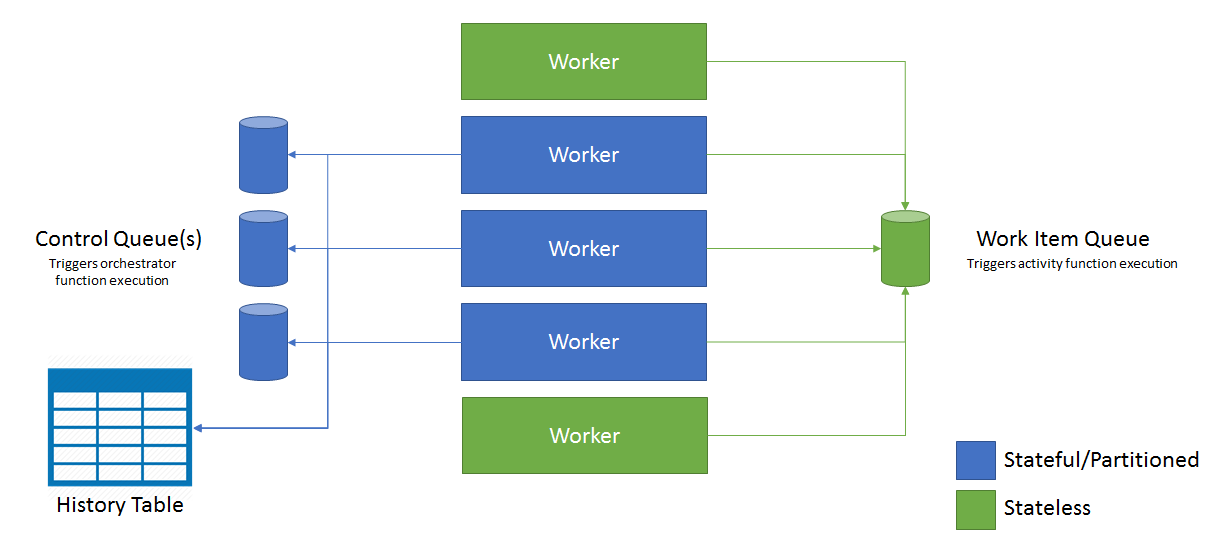 Worker
Worker
Control Queue(s)
Triggers orchestrator
function execution
Worker
Work Item Queue
Triggers activity function execution
Worker
Worker
History Table
Stateful/Partitioned
Stateless